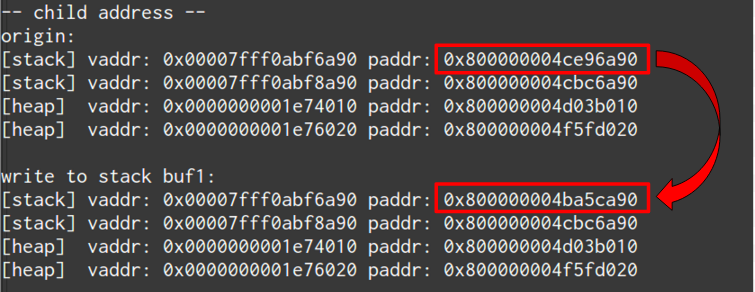 -- child address --
origin:
[stack] vaddr: 0x00007fff0abf6a90 paddr: 0x800000004ce96a90
[stack] vaddr: 0x00007fff0abf8a90 paddr: 0x800000004cbc6a90
[heap] vaddr: 0x0000000001e74010 paddr: 0x800000004d03b010
[heap] vaddr: 0x0000000001e76020 paddr: 0x800000004f5fd020
write to stack buf1:
[stack] vaddr: 0x00007fff0abf6a90 paddr: 0x800000004ba5ca90
[stack] vaddr: 0x00007fff0abf8a90 paddr: 0x800000004cbc6a90
[heap] vaddr: 0x0000000001e74010 paddr: 0x800000004d03b010
[heap] vaddr: 0x0000000001e76020 paddr: 0x800000004f5fd020